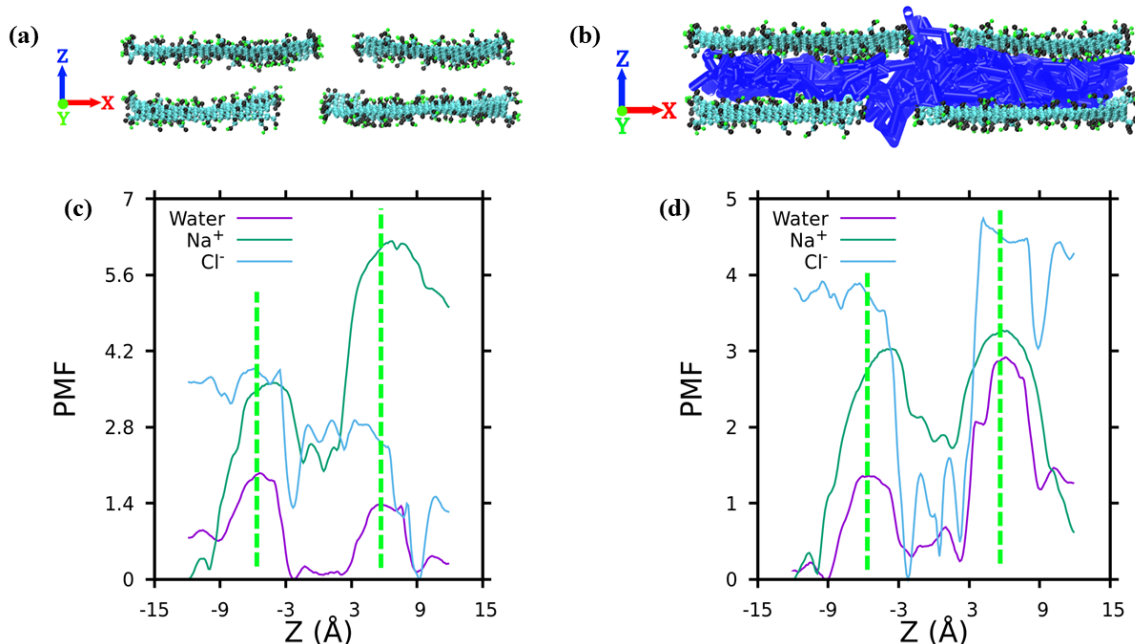 (a)
Z
X
Y
(b)
Z
X
Y
(c)
7
5.6
4.2
2.8
1.4
0
Water
Na⁺
Cl⁻
PMF
-15 -9 -3 3 9 15
Z (Å)
(d)
5
4
3
2
1
0
Water
Na⁺
Cl⁻
PMF
-15 -9 -3 3 9 15
Z (Å)